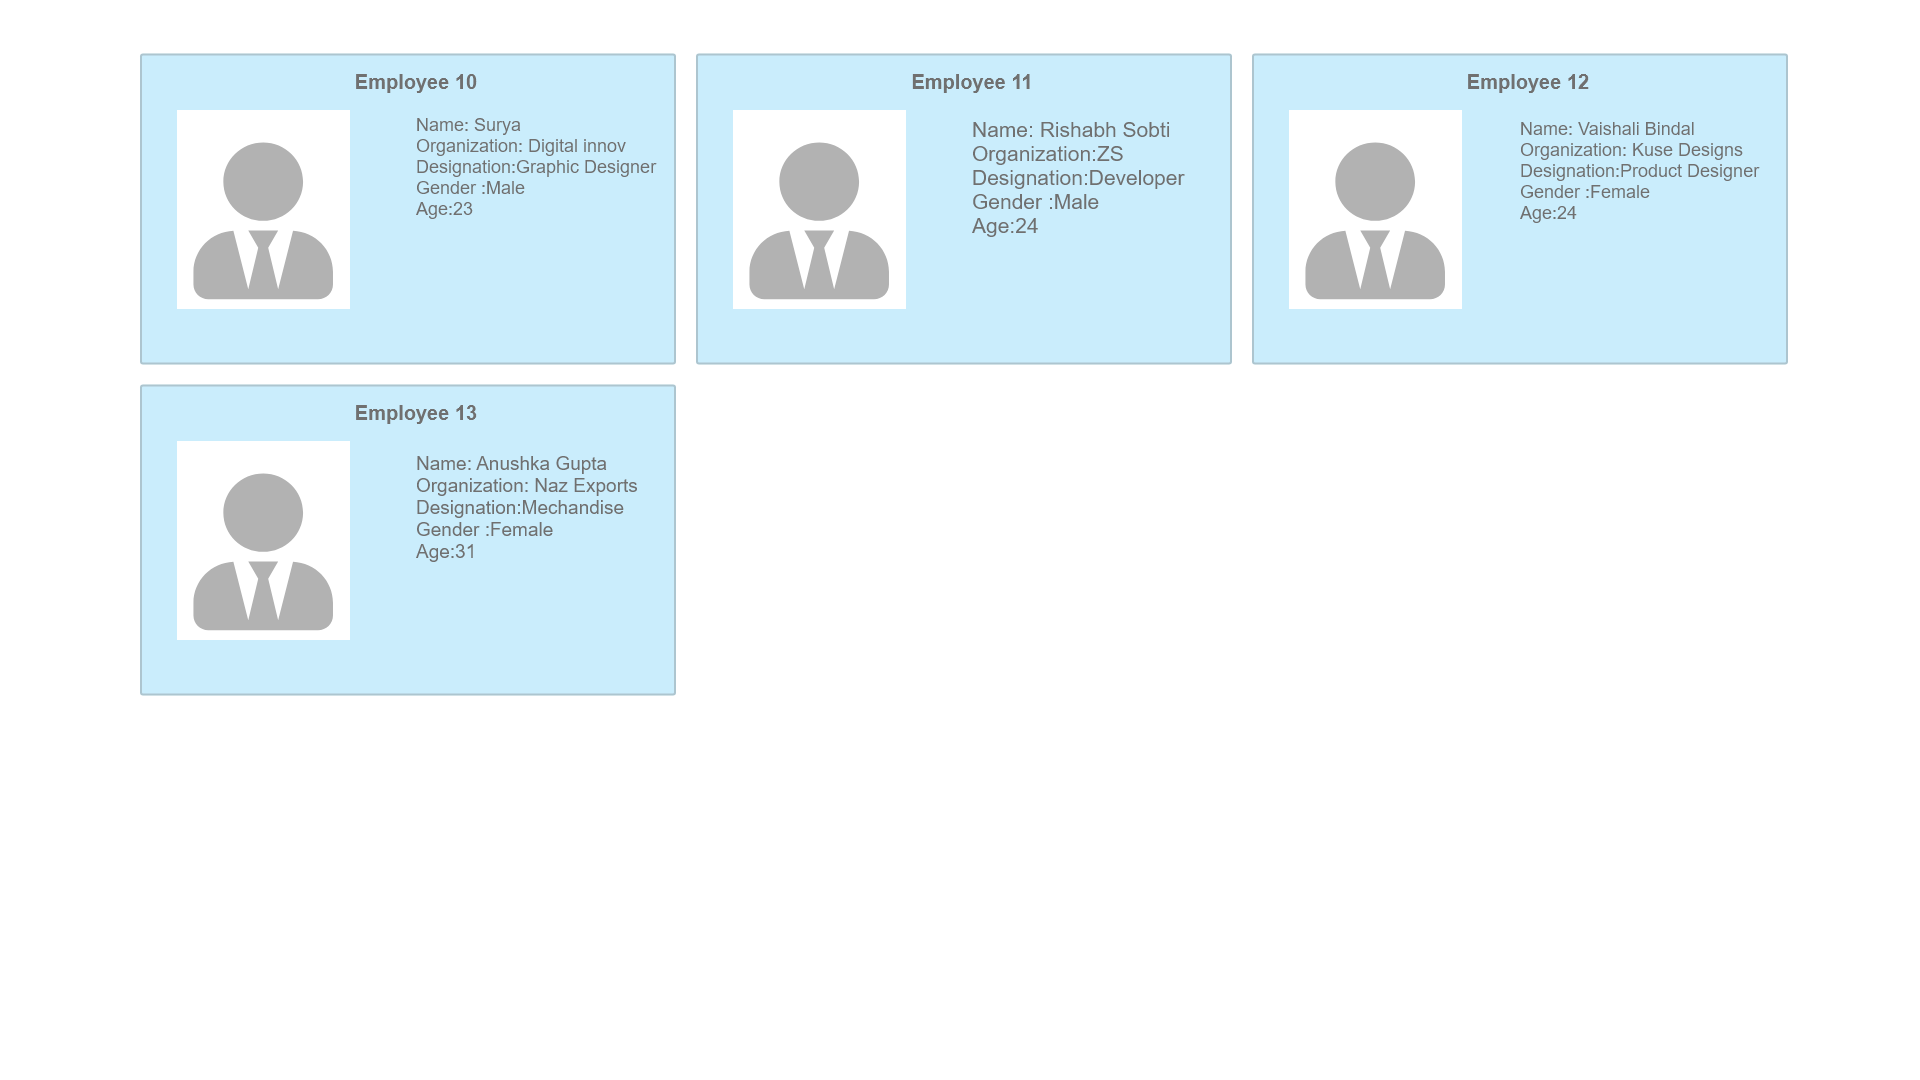 Employee 10
Name: Surya
Organization: Digital innov
Designation:Graphic Designer
Gender :Male
Age:23
Employee 11
Name: Rishabh Sobti
Organization:ZS
Designation:Developer
Gender :Male
Age:24
Employee 12
Name: Vaishali Bindal
Organization: Kuse Designs
Designation:Product Designer
Gender :Female
Age:24
Employee 13
Name: Anushka Gupta
Organization: Naz Exports
Designation:Mechandise
Gender :Female
Age:31